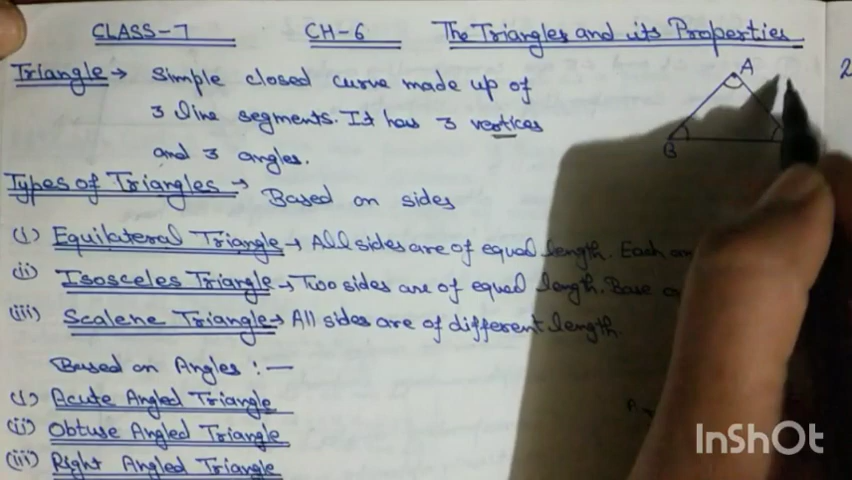 CLASS-7 CH-6 The Triangles and its Properties
Triangle → Simple closed curve made up of
3 line segments. It has 3 vertices
and 3 angles.
A
B
2
Types of Triangles → Based on sides
(i) Equilateral Triangle → All sides are of equal length. Each
(ii) Isosceles Triangle → Two sides are of equal length. Base
(iii) Scalene Triangle → All sides are of different length.
Based on Angles :—
(i) Acute Angled Triangle
(ii) Obtuse Angled Triangle
(iii) Right Angled Triangle
InShOt